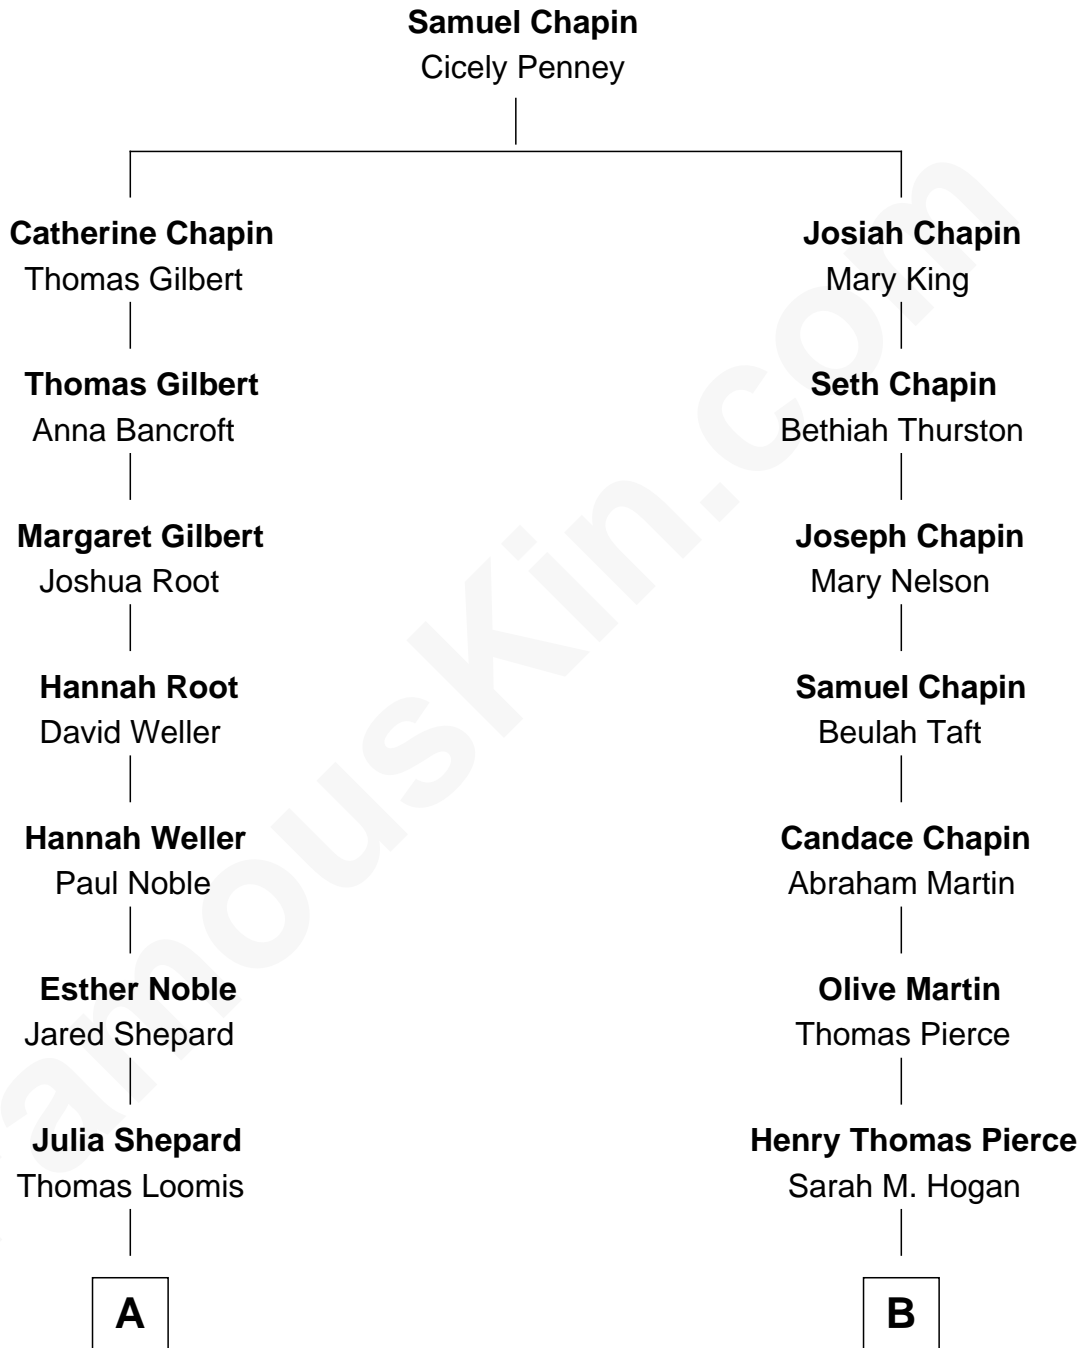 Samuel Chapin
Cicely Penney
Catherine Chapin
Thomas Gilbert
Thomas Gilbert
Anna Bancroft
Margaret Gilbert
Joshua Root
Hannah Root
David Weller
Hannah Weller
Paul Noble
Esther Noble
Jared Shepard
Julia Shepard
Thomas Loomis
A
Josiah Chapin
Mary King
Seth Chapin
Bethiah Thurston
Joseph Chapin
Mary Nelson
Samuel Chapin
Beulah Taft
Candace Chapin
Abraham Martin
Olive Martin
Thomas Pierce
Henry Thomas Pierce
Sarah M. Hogan
B
amouskin.com